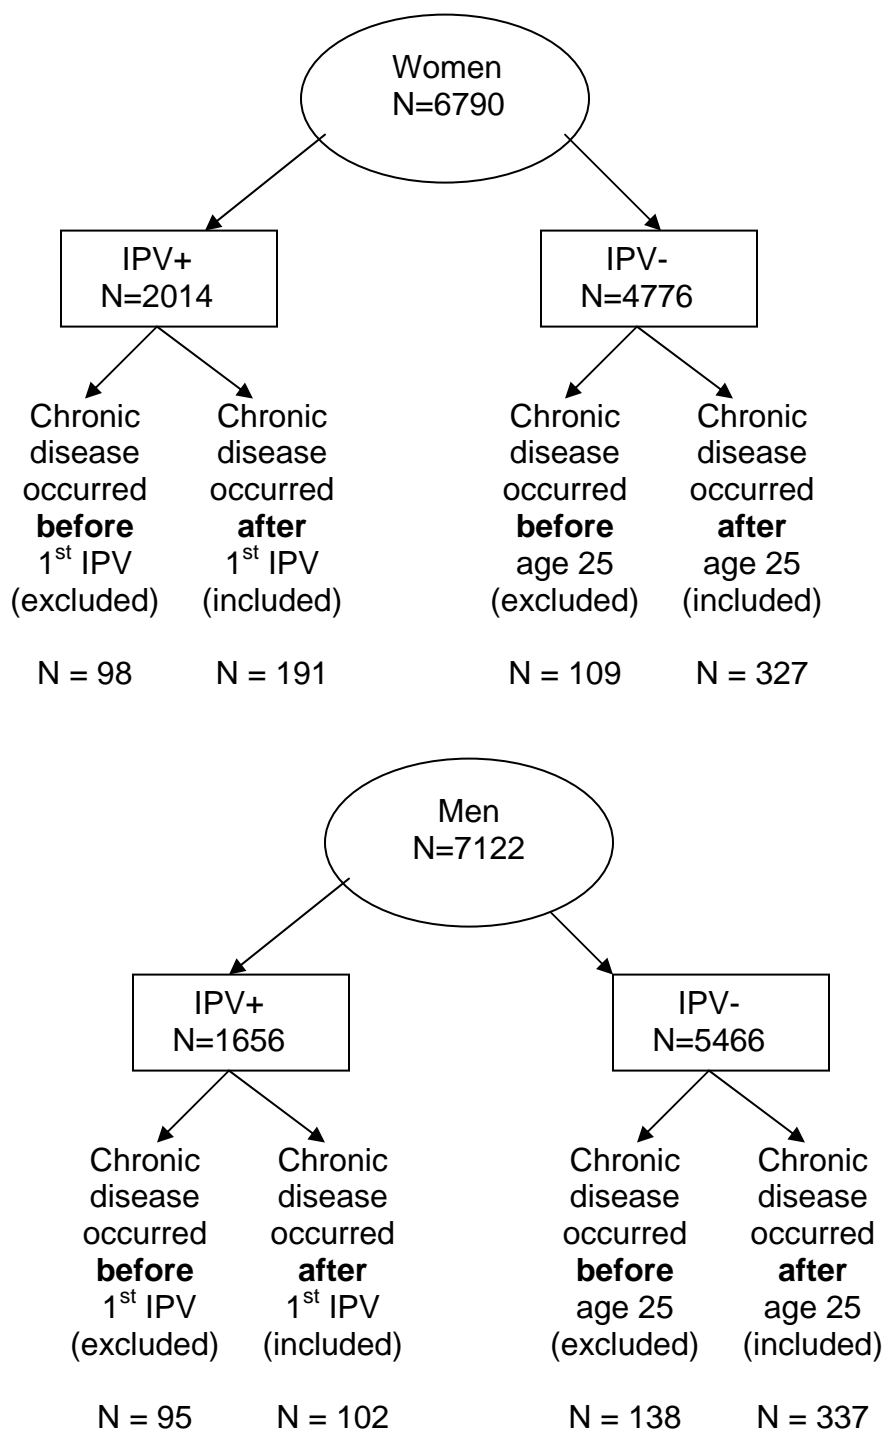 Women
N=6790
IPV+
N=2014
IPV-
N=4776
Chronic
disease
occurred
before
1st IPV
(excluded)
N = 98
Chronic
disease
occurred
after
1st IPV
(included)
N = 191
Chronic
disease
occurred
before
age 25
(excluded)
N = 109
Chronic
disease
occurred
after
age 25
(included)
N = 327
Men
N=7122
IPV+
N=1656
IPV-
N=5466
Chronic
disease
occurred
before
1st IPV
(excluded)
N = 95
Chronic
disease
occurred
after
1st IPV
(included)
N = 102
Chronic
disease
occurred
before
age 25
(excluded)
N = 138
Chronic
disease
occurred
after
age 25
(included)
N = 337